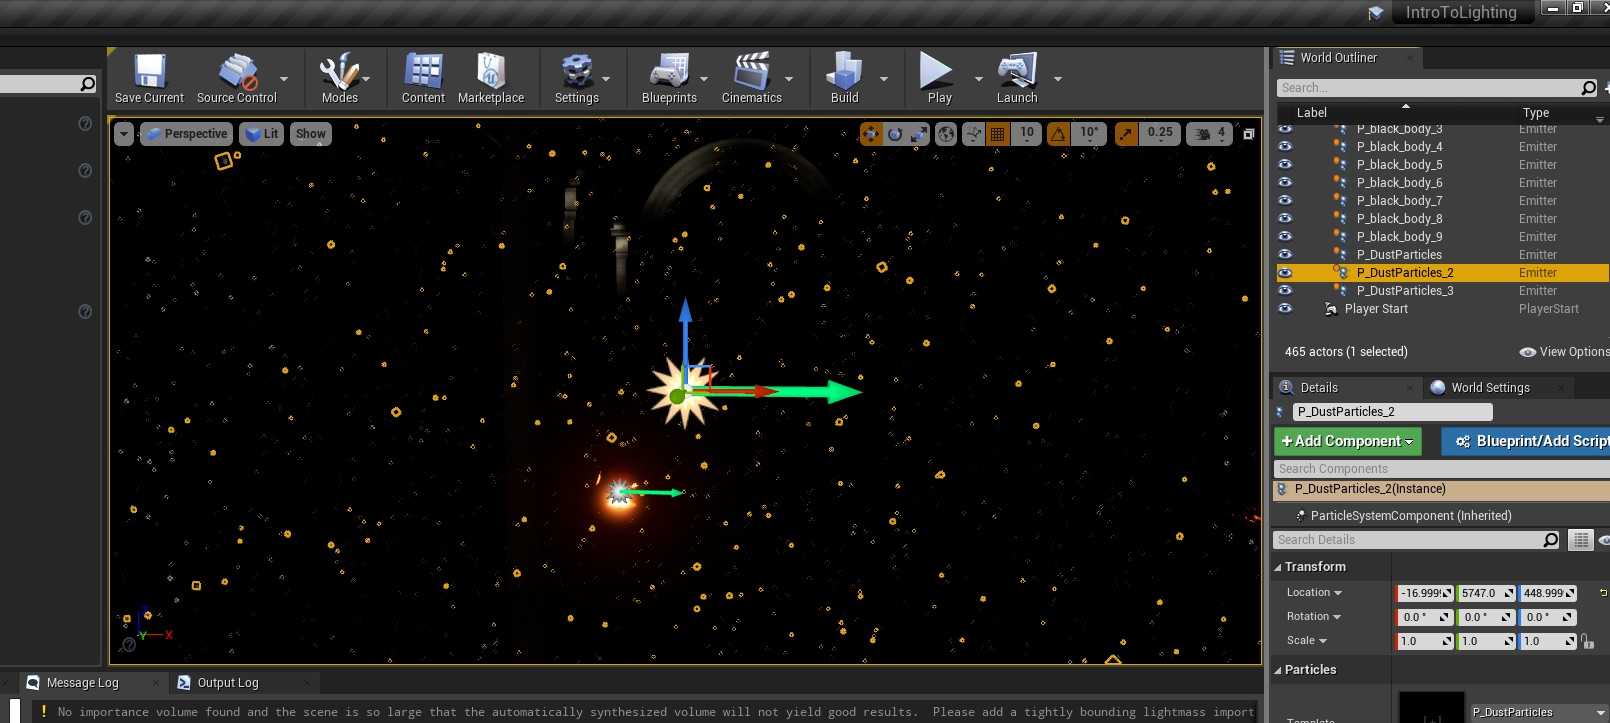 IntroToLighting
Save Current
Source Control
Modes
Content
Marketplace
Settings
Blueprints
Cinematics
Build
Play
Launch
Perspective
Lit
Show
10
10°
0.25
4
X
Y
World Outliner
Search...
Label Type
P_black_body_3 Emitter
P_black_body_4 Emitter
P_black_body_5 Emitter
P_black_body_6 Emitter
P_black_body_7 Emitter
P_black_body_8 Emitter
P_black_body_9 Emitter
P_DustParticles Emitter
P_DustParticles_2 Emitter
P_DustParticles_3 Emitter
Player Start PlayerStart
465 actors (1 selected) View Options
Details World Settings
P_DustParticles_2
+Add Component Blueprint/Add Script
Search Components
P_DustParticles_2(Instance)
ParticleSystemComponent (Inherited)
Search Details
Transform
Location -16.999 5747.0 448.999
Rotation 0.0 ° 0.0 ° 0.0 °
Scale 1.0 1.0 1.0
Particles
P_DustParticles
Template
Message Log Output Log
! No importance volume found and the scene is so large that the automatically synthesized volume will not yield good results. Please add a tightly bounding lightmass import